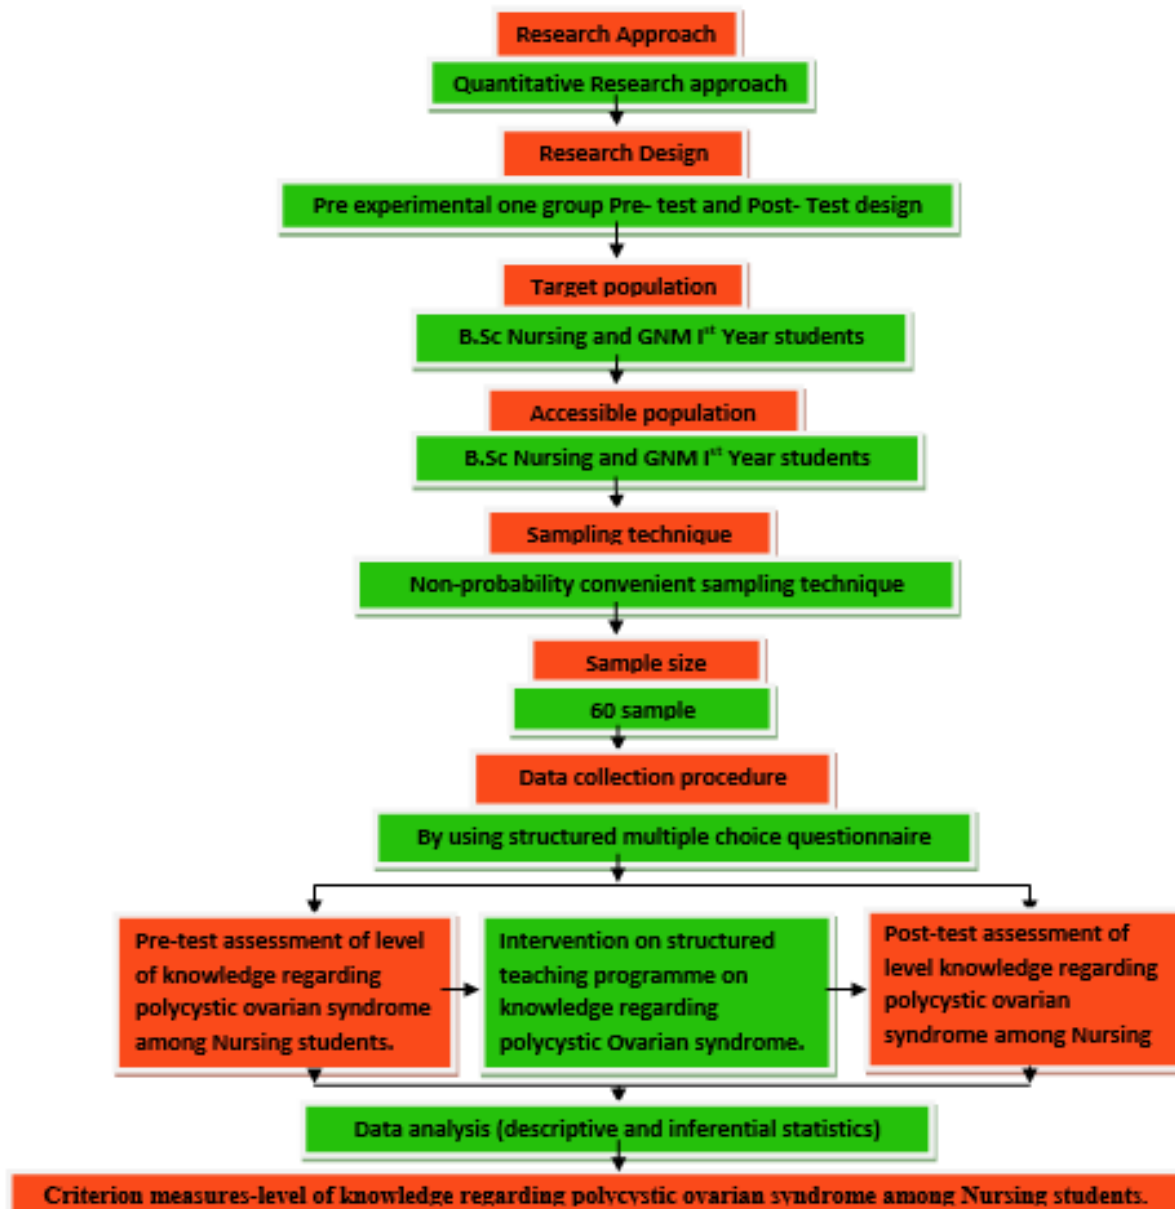 Research Approach
Quantitative Research approach
Research Design
Pre experimental one group Pre- test and Post- Test design
Target population
B.Sc Nursing and GNM Iˢᵗ Year students
Accessible population
B.Sc Nursing and GNM Iˢᵗ Year students
Sampling technique
Non-probability convenient sampling technique
Sample size
60 sample
Data collection procedure
By using structured multiple choice questionnaire
Pre-test assessment of level
of knowledge regarding
polycystic ovarian syndrome
among Nursing students.
Intervention on structured
teaching programme on
knowledge regarding
polycystic Ovarian syndrome.
Post-test assessment of
level knowledge regarding
polycystic ovarian
syndrome among Nursing
Data analysis (descriptive and inferential statistics)
Criterion measures-level of knowledge regarding polycystic ovarian syndrome among Nursing students.